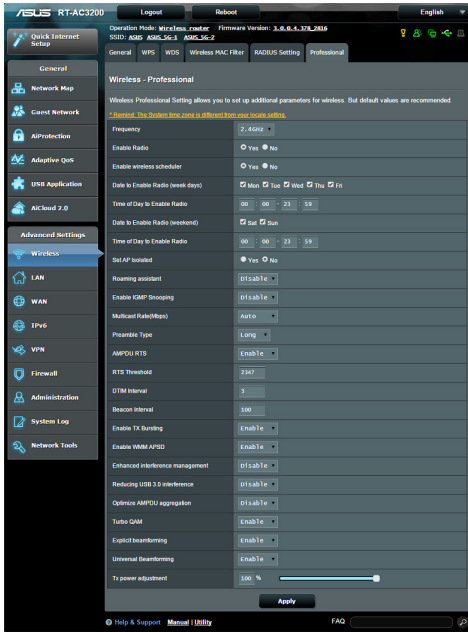 ASUS RT-AC3200 Logout Reboot English
Operation Mode: Wireless router Firmware Version: 3.0.0.4.378_2816
SSID: ASUS ASUS_5G-1 ASUS_5G-2
Quick Internet Setup
General WPS WDS Wireless MAC Filter RADIUS Setting Professional
General
Network Map
Guest Network
AiProtection
Adaptive QoS
USB Application
AiCloud 2.0
Advanced Settings
Wireless
LAN
WAN
IPv6
VPN
Firewall
Administration
System Log
Network Tools
Wireless - Professional
Wireless Professional Setting allows you to set up additional parameters for wireless. But default values are recommended.
* Remind: The System time zone is different from your locale setting.
Frequency 2.4GHz
Enable Radio Yes No
Enable wireless scheduler Yes No
Date to Enable Radio (week days) Mon Tue Wed Thu Fri
Time of Day to Enable Radio 00 : 00 - 23 : 59
Date to Enable Radio (weekend) Sat Sun
Time of Day to Enable Radio 00 : 00 - 23 : 59
Set AP Isolated Yes No
Roaming assistant Disable
Enable IGMP Snooping Disable
Multicast Rate(Mbps) Auto
Preamble Type Long
AMPDU RTS Enable
RTS Threshold 2347
DTIM Interval 3
Beacon Interval 100
Enable TX Bursting Enable
Enable WMM APSD Enable
Enhanced interference management Disable
Reducing USB 3.0 interference Disable
Optimize AMPDU aggregation Disable
Turbo QAM Enable
Explicit beamforming Enable
Universal Beamforming Enable
Tx power adjustment 100 %
Apply
Help & Support Manual | Utility FAQ